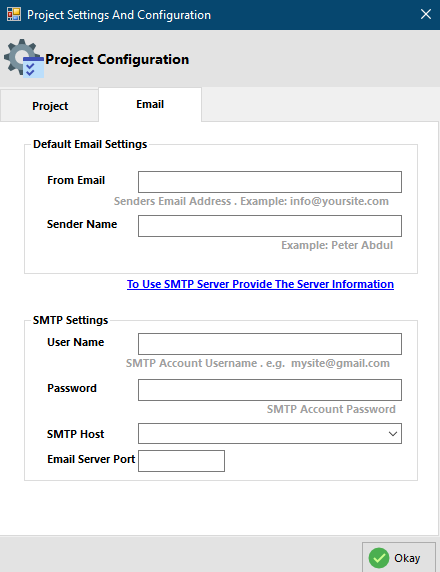 Project Settings And Configuration
Project Configuration
Project Email
Default Email Settings
From Email
Senders Email Address . Example: info@yoursite.com
Sender Name
Example: Peter Abdul
To Use SMTP Server Provide The Server Information
SMTP Settings
User Name
SMTP Account Username . e.g. mysite@gmail.com
Password
SMTP Account Password
SMTP Host
Email Server Port
Okay